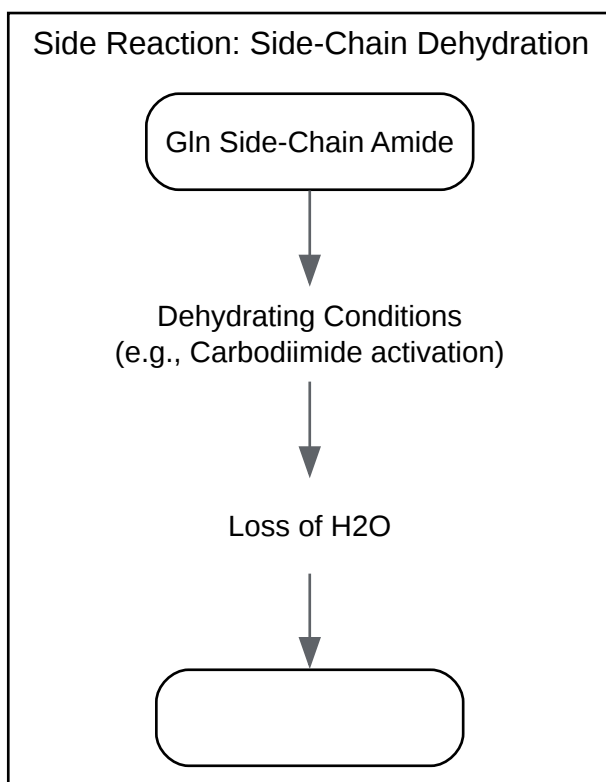 Side Reaction: Side-Chain Dehydration
Gln Side-Chain Amide
Dehydrating Conditions
(e.g., Carbodiimide activation)
Loss of H2O